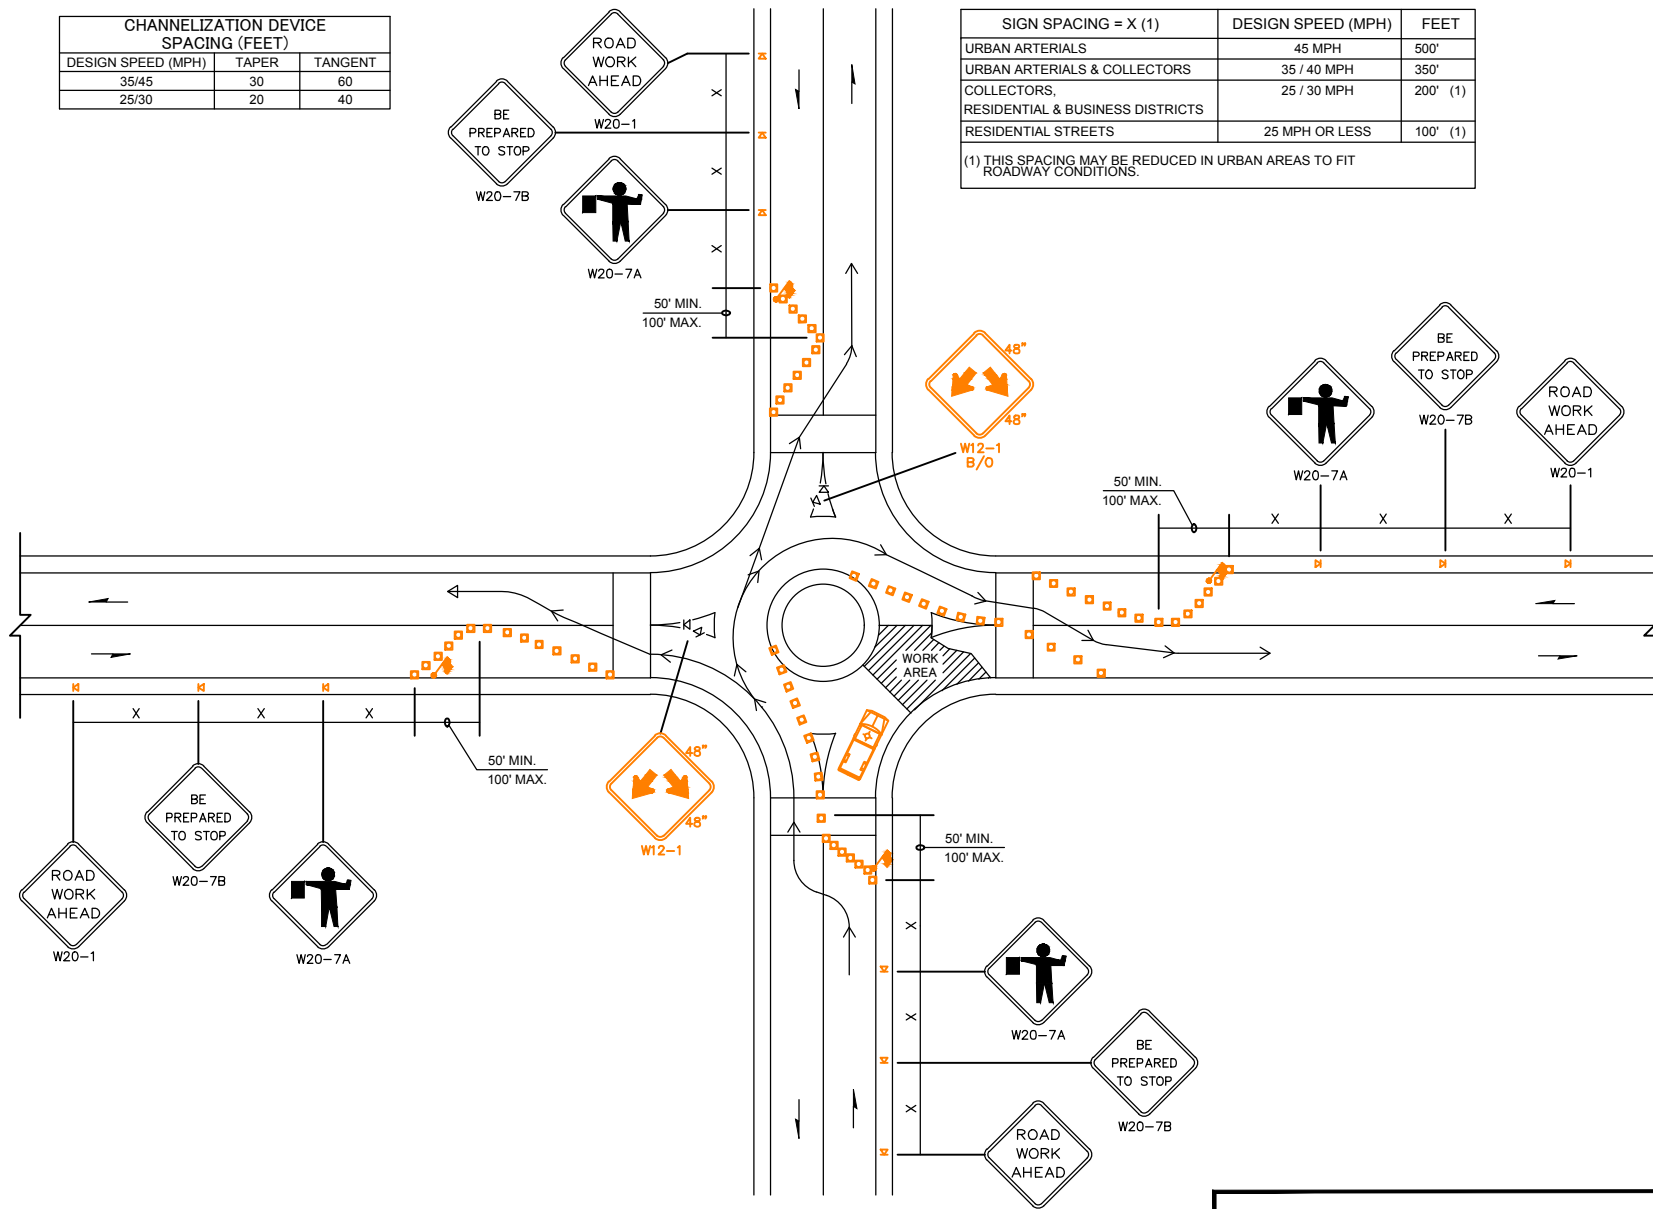 CHANNELIZATION DEVICE
SPACING (FEET)
DESIGN SPEED (MPH) TAPER TANGENT
35/45 30 60
25/30 20 40
SIGN SPACING = X (1) DESIGN SPEED (MPH) FEET
URBAN ARTERIALS 45 MPH 500'
URBAN ARTERIALS & COLLECTORS 35 / 40 MPH 350'
COLLECTORS, 25 / 30 MPH 200' (1)
RESIDENTIAL & BUSINESS DISTRICTS
RESIDENTIAL STREETS 25 MPH OR LESS 100' (1)
(1) THIS SPACING MAY BE REDUCED IN URBAN AREAS TO FIT
ROADWAY CONDITIONS.
ROAD
WORK
AHEAD
W20-1
BE
PREPARED
TO STOP
W20-7B
W20-7A
X
X
X
50' MIN.
100' MAX.
48"
48"
W12-1
B/O
BE
PREPARED
TO STOP
W20-7B
W20-7A
ROAD
WORK
AHEAD
W20-1
50' MIN.
100' MAX.
X X X
WORK
AREA
X X X
50' MIN.
100' MAX.
48"
48"
W12-1
BE
PREPARED
TO STOP
W20-7B
ROAD
WORK
AHEAD
W20-1
W20-7A
50' MIN.
100' MAX.
X
X
X
W20-7A
BE
PREPARED
TO STOP
W20-7B
ROAD
WORK
AHEAD